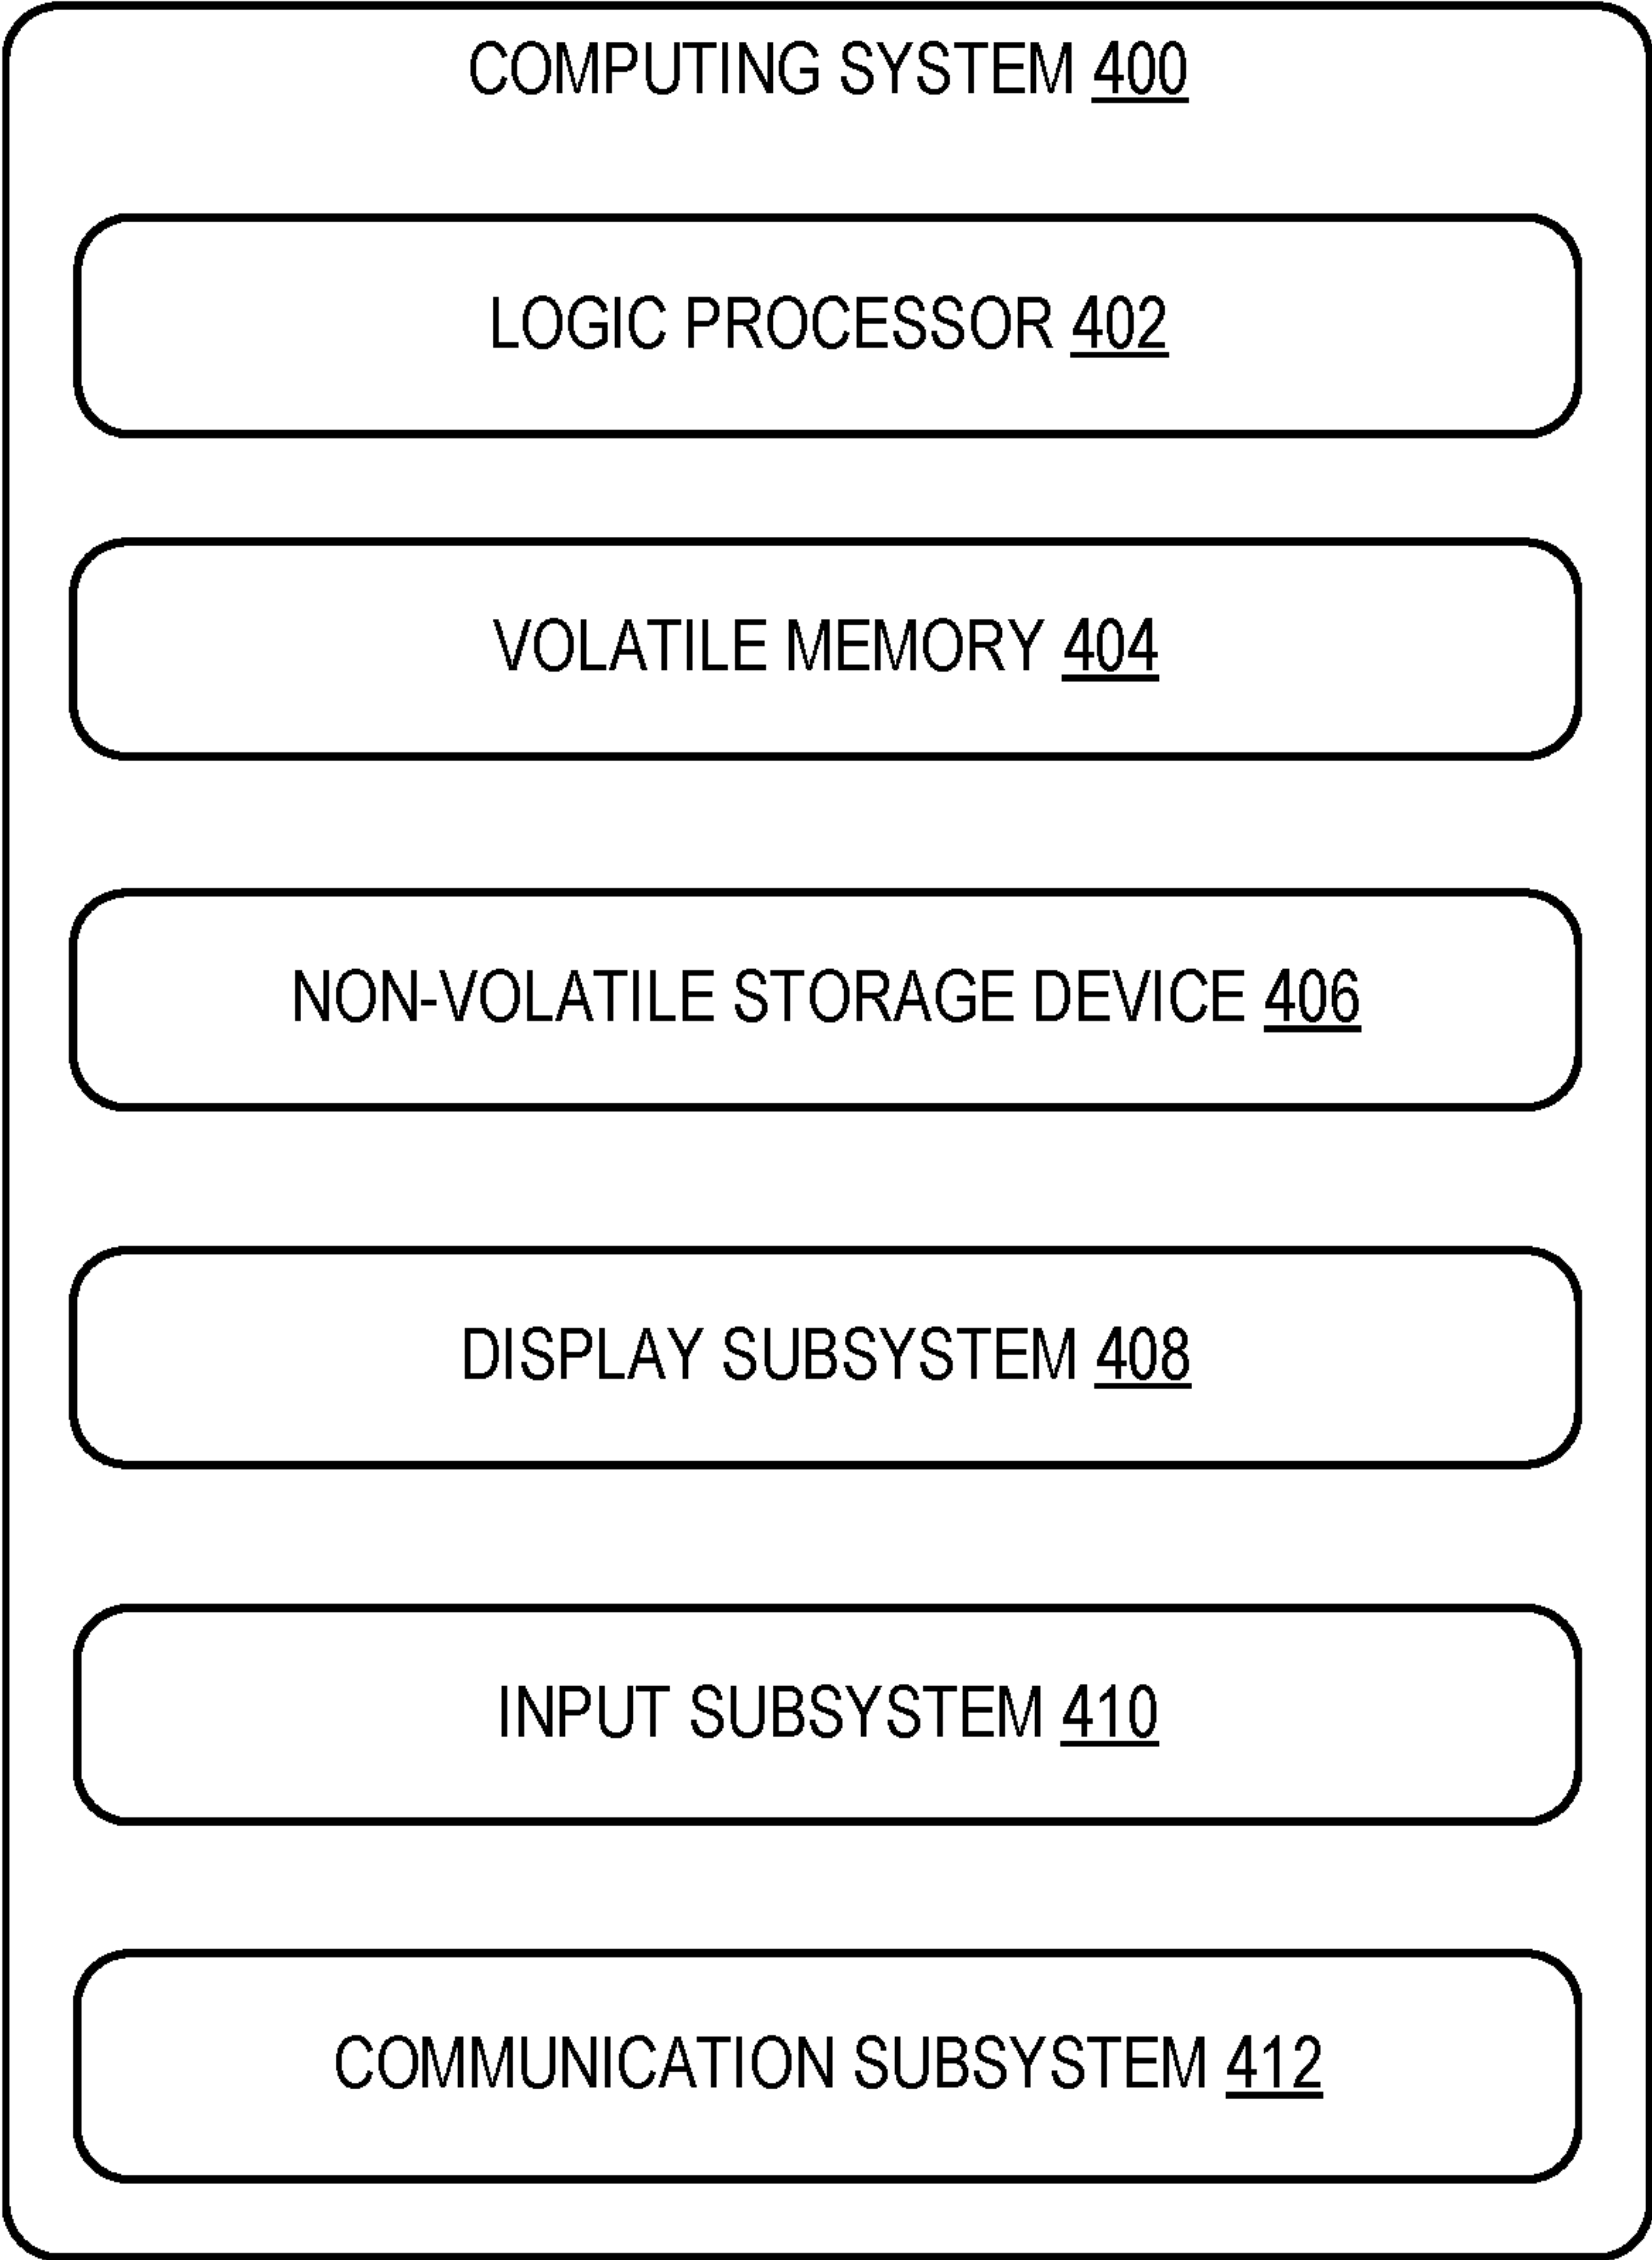 COMPUTING SYSTEM 400
LOGIC PROCESSOR 402
VOLATILE MEMORY 404
NON-VOLATILE STORAGE DEVICE 406
DISPLAY SUBSYSTEM 408
INPUT SUBSYSTEM 410
COMMUNICATION SUBSYSTEM 412